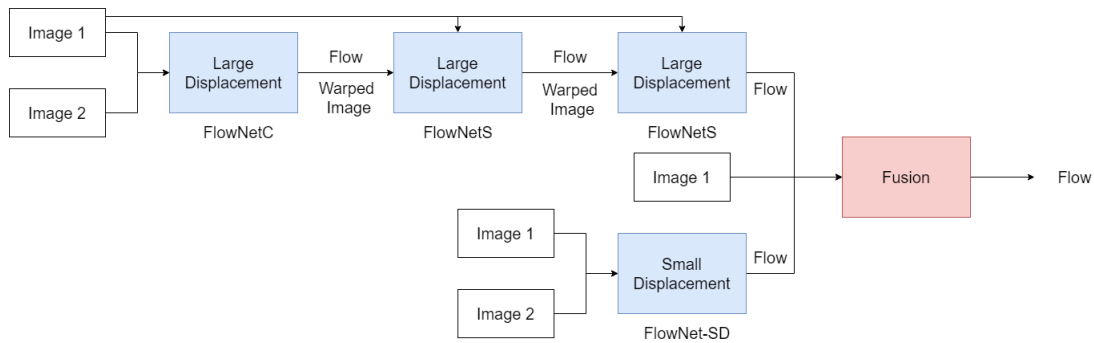 Image 1
Image 2
Large
Displacement
FlowNetC
Flow
Warped
Image
Large
Displacement
FlowNetS
Flow
Warped
Image
Large
Displacement
FlowNetS
Flow
Image 1
Image 1
Image 2
Small
Displacement
FlowNet-SD
Flow
Fusion
Flow